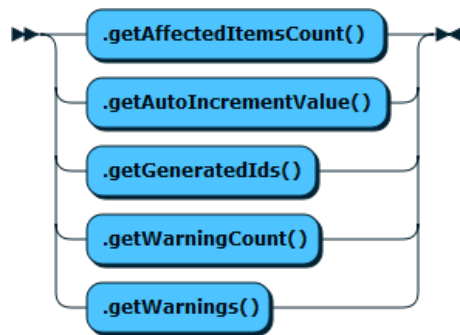 .getAffectedItemsCount()
.getAutoIncrementValue()
.getGeneratedIds()
.getWarningCount()
.getWarnings()